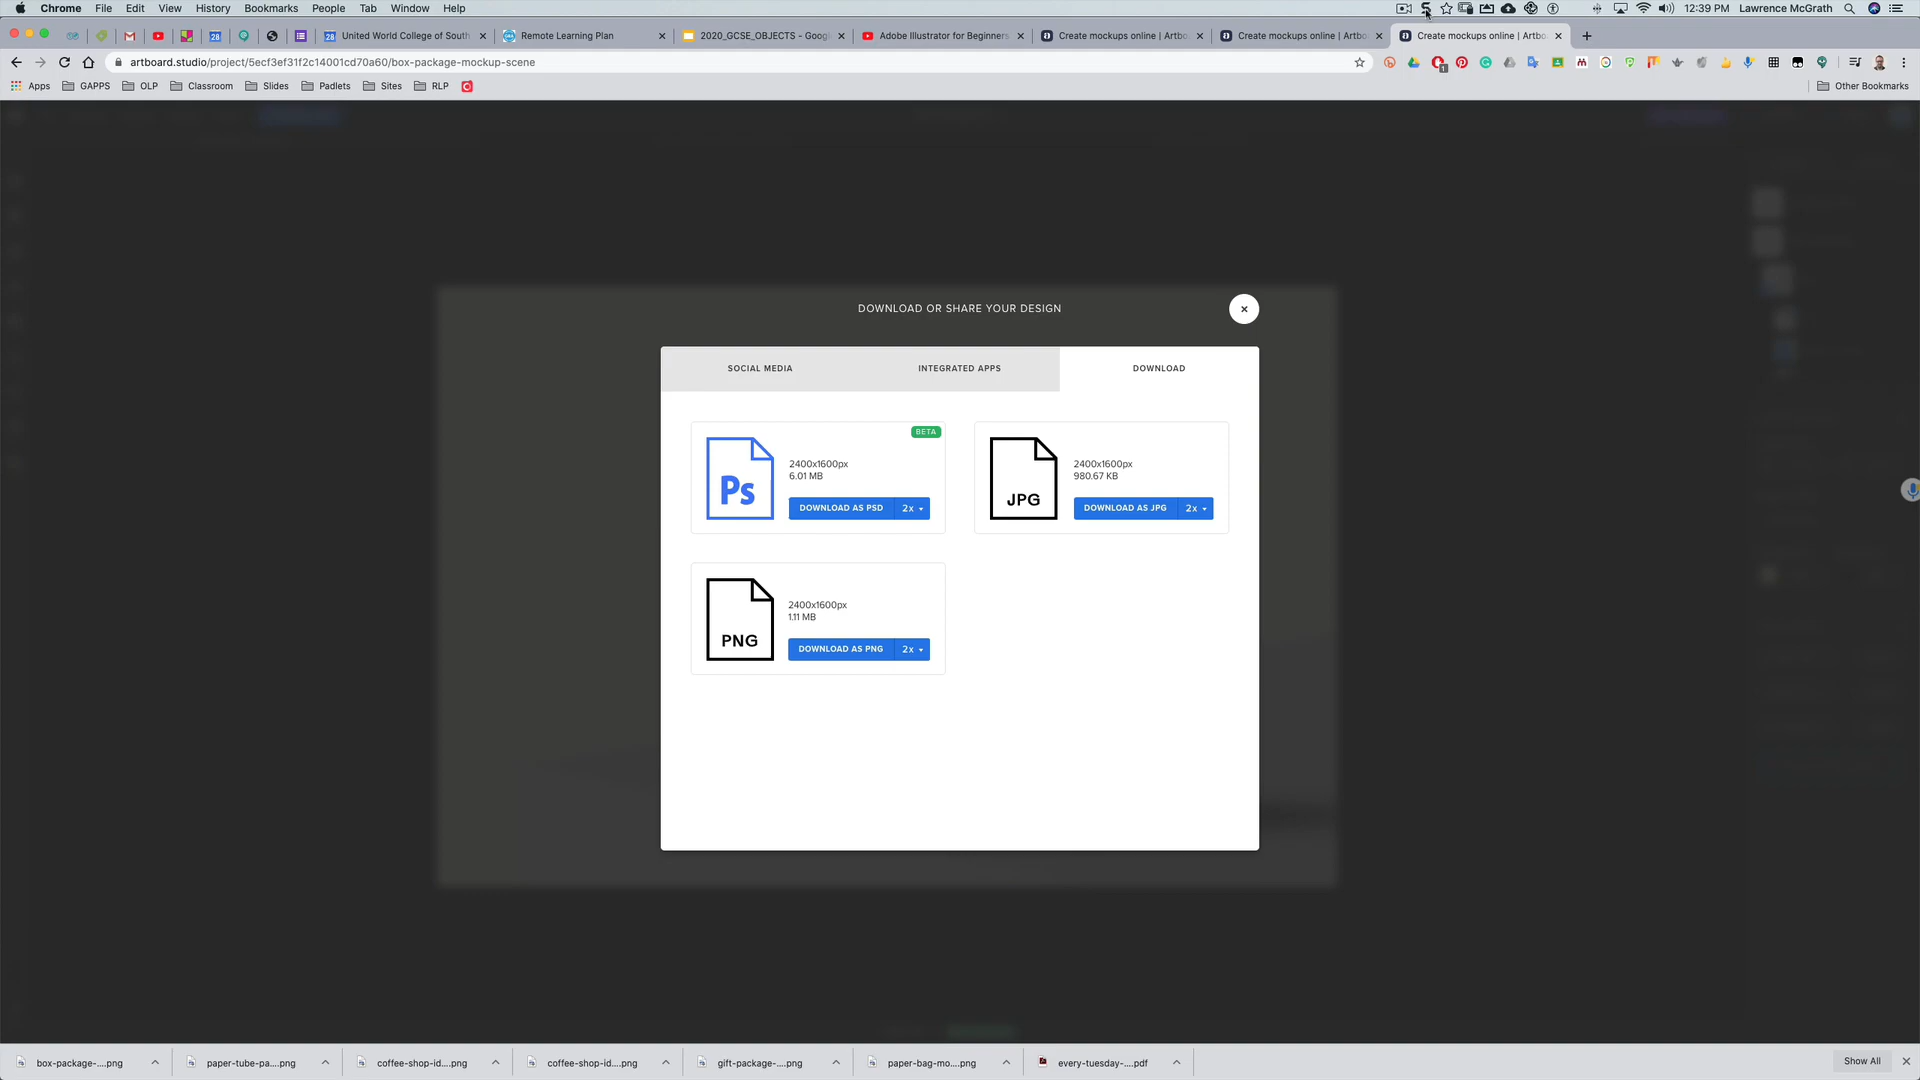 Chrome File Edit View History Bookmarks People Tab Window Help 12:39 PM Lawrence McGrath
28 United World College of South Remote Learning Plan 2020_GCSE_OBJECTS - Googl Adobe Illustrator for Beginners Create mockups online | Artbo Create mockups online | Artbo Create mockups online | Artbo
artboard.studio/project/5ecf3ef31f2c14001cd70a60/box-package-mockup-scene
Apps GAPPS OLP Classroom Slides Padlets Sites RLP Other Bookmarks
DOWNLOAD OR SHARE YOUR DESIGN
SOCIAL MEDIA INTEGRATED APPS DOWNLOAD
BETA
Ps
2400x1600px
6.01 MB
DOWNLOAD AS PSD 2x
JPG
2400x1600px
980.67 KB
DOWNLOAD AS JPG 2x
PNG
2400x1600px
1.11 MB
DOWNLOAD AS PNG 2x
box-package-....png paper-tube-pa....png coffee-shop-id....png coffee-shop-id....png gift-package-....png paper-bag-mo....png every-tuesday-....pdf Show All